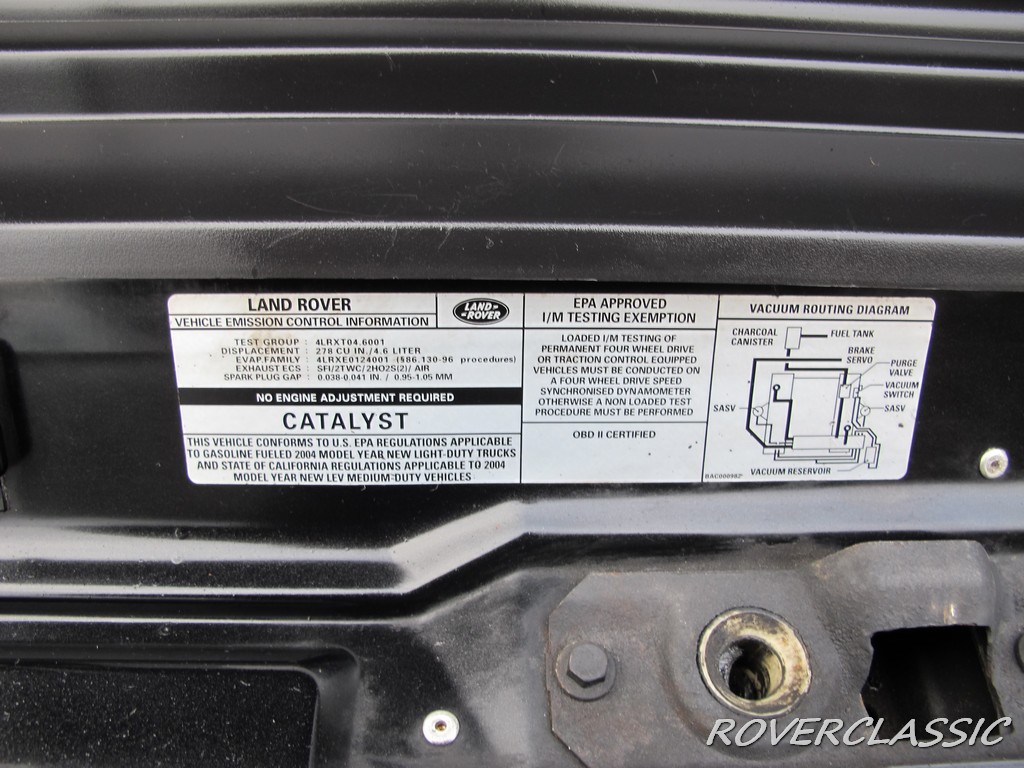 LAND ROVER
VEHICLE EMISSION CONTROL INFORMATION
LAND-
-ROVER
TEST GROUP : 4LRXT04.6001
DISPLACEMENT : 278 CU IN./4.6 LITER
EVAP.FAMILY : 4LRXE0124001 (§86.130-96 procedures)
EXHAUST ECS : SFI/2TWC/2HO2S(2)/ AIR
SPARK PLUG GAP : 0.038-0.041 IN. / 0.95-1.05 MM
NO ENGINE ADJUSTMENT REQUIRED
CATALYST
THIS VEHICLE CONFORMS TO U.S. EPA REGULATIONS APPLICABLE
TO GASOLINE FUELED 2004 MODEL YEAR NEW LIGHT-DUTY TRUCKS
AND STATE OF CALIFORNIA REGULATIONS APPLICABLE TO 2004
MODEL YEAR NEW LEV MEDIUM-DUTY VEHICLES
EPA APPROVED
I/M TESTING EXEMPTION
LOADED I/M TESTING OF
PERMANENT FOUR WHEEL DRIVE
OR TRACTION CONTROL EQUIPPED
VEHICLES MUST BE CONDUCTED ON
A FOUR WHEEL DRIVE SPEED
SYNCHRONISED DYNAMOMETER
OTHERWISE A NON LOADED TEST
PROCEDURE MUST BE PERFORMED
OBD II CERTIFIED
VACUUM ROUTING DIAGRAM
CHARCOAL
CANISTER
FUEL TANK
BRAKE
SERVO
PURGE
VALVE
VACUUM
SWITCH
SASV
SASV
VACUUM RESERVOIR
BAC000982
ROVERCLASSIC